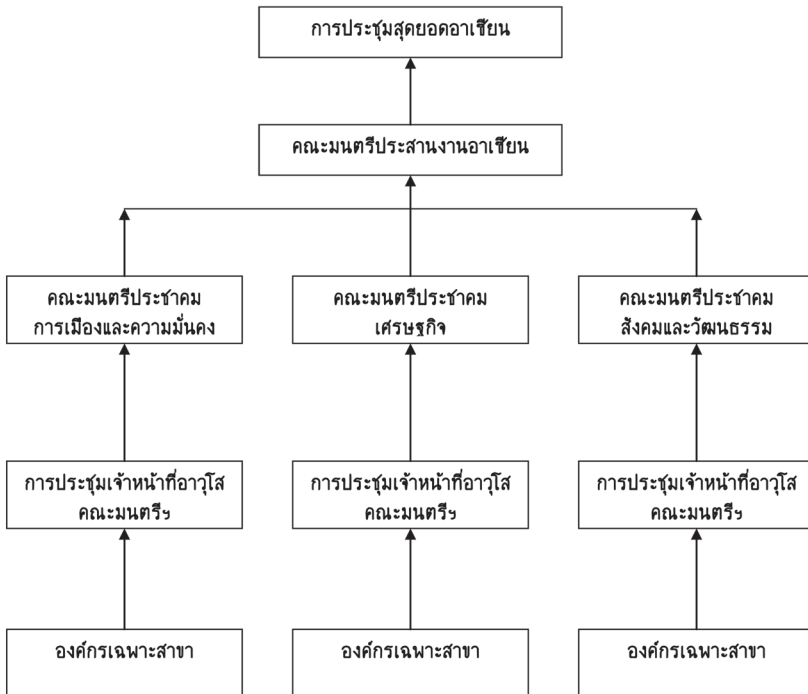 การประชุมสุดยอดอาเซียน
คณะมนตรีประสานงานอาเซียน
คณะมนตรีประชาคม
การเมืองและความมั่นคง
คณะมนตรีประชาคม
เศรษฐกิจ
คณะมนตรีประชาคม
สังคมและวัฒนธรรม
การประชุมเจ้าหน้าที่อาวุโส
คณะมนตรีฯ
การประชุมเจ้าหน้าที่อาวุโส
คณะมนตรีฯ
การประชุมเจ้าหน้าที่อาวุโส
คณะมนตรีฯ
องค์กรเฉพาะสาขา
องค์กรเฉพาะสาขา
องค์กรเฉพาะสาขา